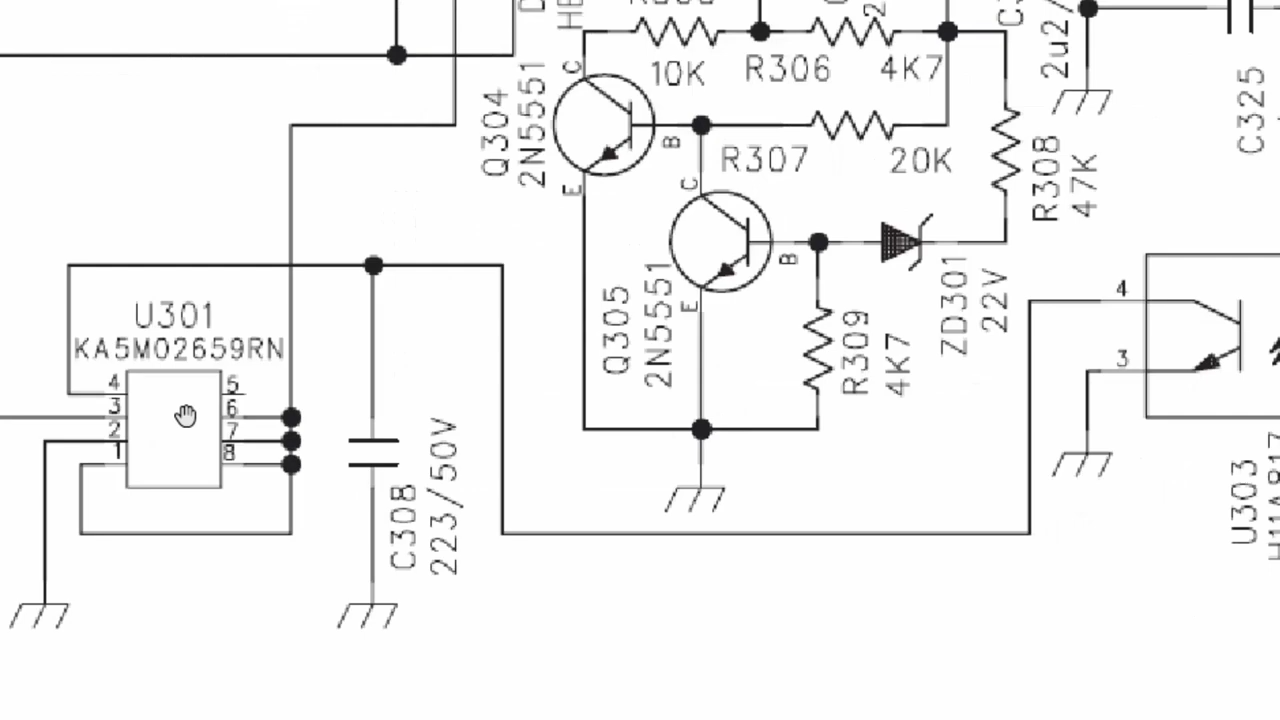 10K
R306
4K7
2u2/
C325
Q304
2N5551
C
B
E
R307
20K
R308
47K
C
B
E
Q305
2N5551
R309
4K7
ZD301
22V
U301
KA5M02659RN
4
3
2
1
5
6
7
8
C308
223/50V
4
3
U303
H11A817